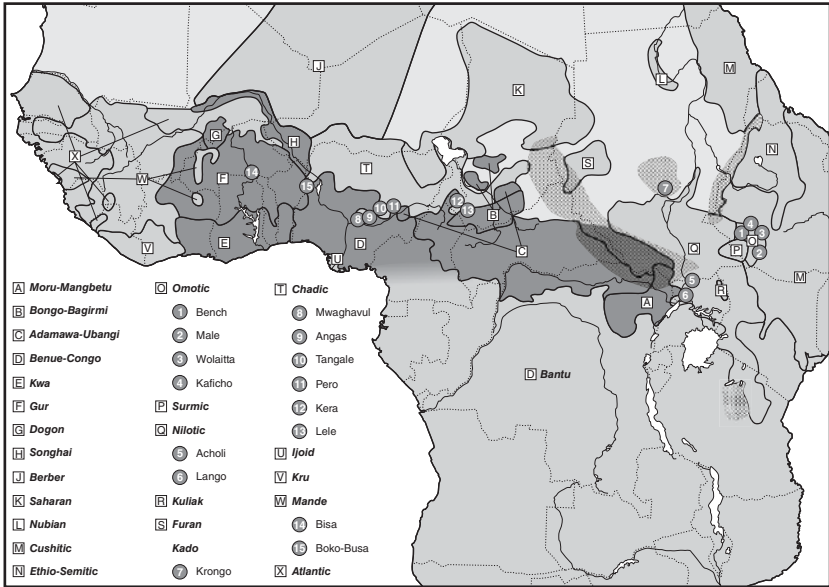 J
K
L
M
G
H
N
X
T
S
W
F
14
15
7
8
9
10
11
12
13
B
4
1
O
3
P
2
V
E
D
U
C
Q
M
5
R
6
A
D Bantu
A Moru-Mangbetu
B Bongo-Bagirmi
C Adamawa-Ubangi
D Benue-Congo
E Kwa
F Gur
G Dogon
H Songhai
J Berber
K Saharan
L Nubian
M Cushitic
N Ethio-Semitic
O Omotic
1 Bench
2 Male
3 Wolaitta
4 Kaficho
P Surmic
Q Nilotic
5 Acholi
6 Lango
R Kuliak
S Furan
Kado
7 Krongo
T Chadic
8 Mwaghavul
9 Angas
10 Tangale
11 Pero
12 Kera
13 Lele
U Ijoid
V Kru
W Mande
14 Bisa
15 Boko-Busa
X Atlantic